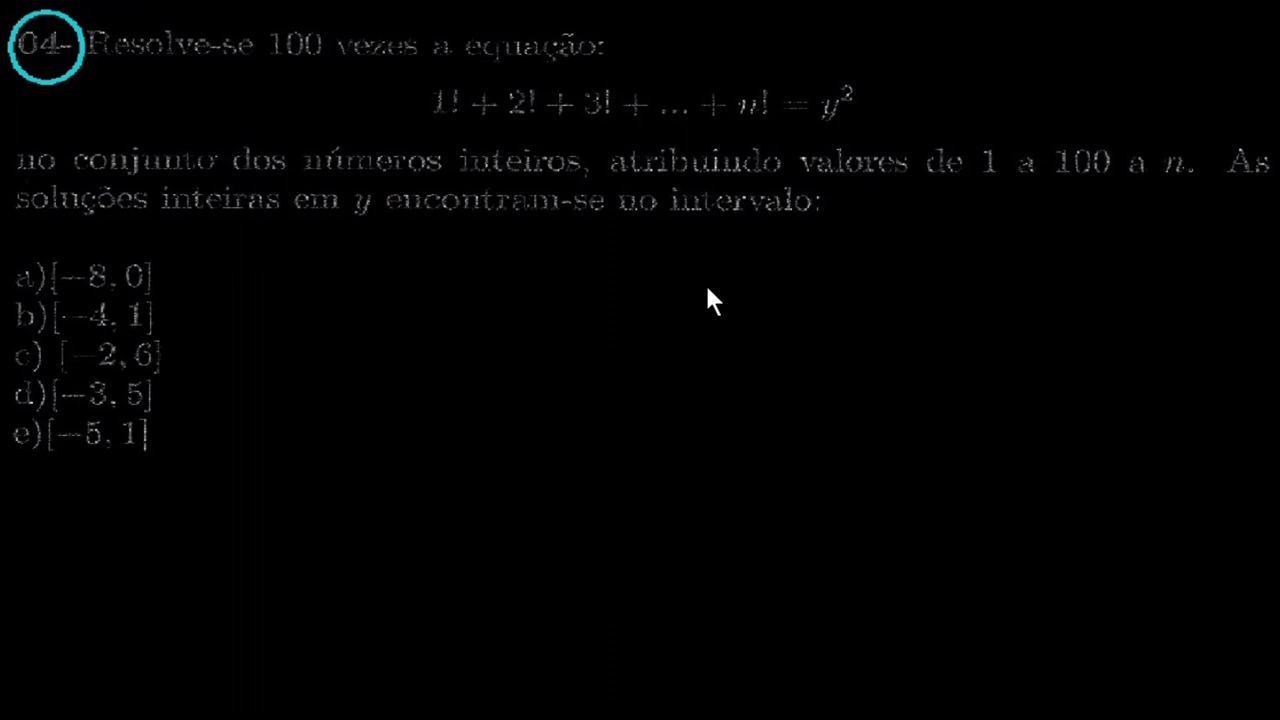 04- Resolve-se 100 vezes a equação:
1! + 2! + 3! + ... + n! = y²
no conjunto dos números inteiros, atribuindo valores de 1 a 100 a n. As
soluções inteiras em y encontram-se no intervalo:
a)[−8, 0]
b)[−4, 1]
c) [−2, 6]
d)[−3, 5]
e)[−5, 1]